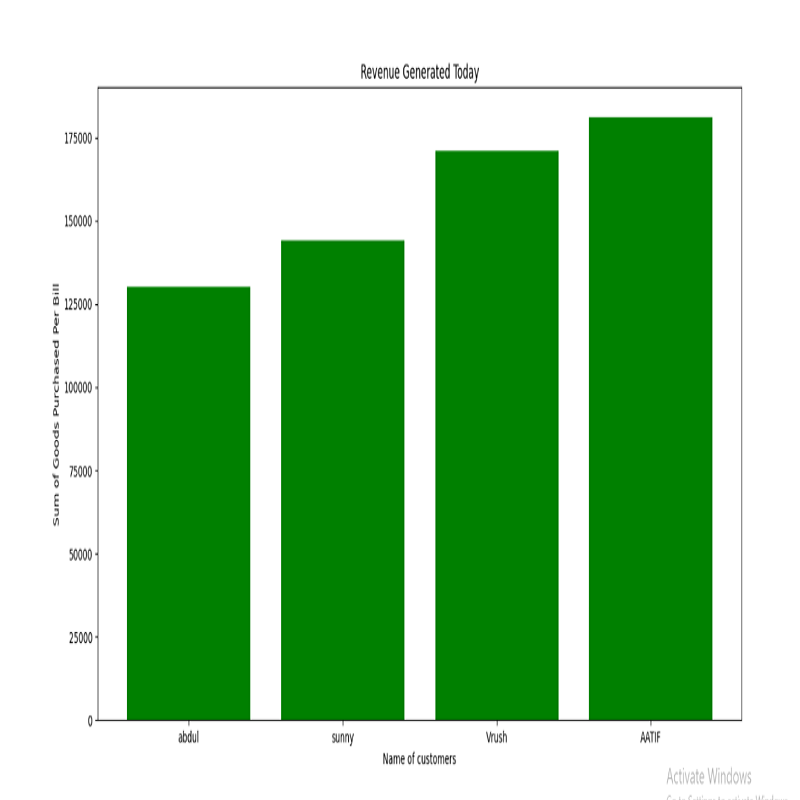 Revenue Generated Today
175000
150000
125000
100000
75000
50000
25000
0
Sum of Goods Purchased Per Bill
abdul sunny Vrush AATIF
Name of customers
Activate Windows